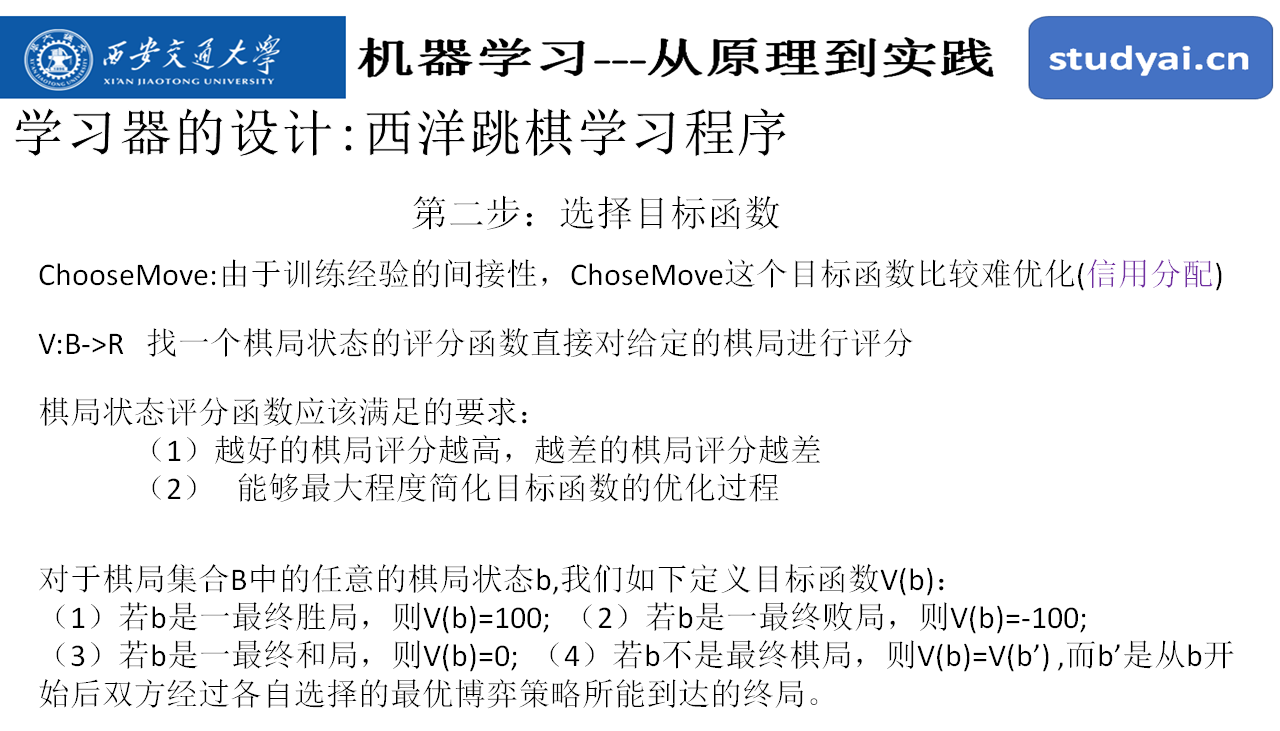 西安交通大學
XI'AN JIAOTONG UNIVERSITY
机器学习---从原理到实践
studyai.cn
学习器的设计:西洋跳棋学习程序
第二步：选择目标函数
ChooseMove:由于训练经验的间接性，ChoseMove这个目标函数比较难优化(信用分配)
V:B->R 找一个棋局状态的评分函数直接对给定的棋局进行评分
棋局状态评分函数应该满足的要求：
（1）越好的棋局评分越高，越差的棋局评分越差
（2） 能够最大程度简化目标函数的优化过程
对于棋局集合B中的任意的棋局状态b,我们如下定义目标函数V(b)：
（1）若b是一最终胜局，则V(b)=100; （2）若b是一最终败局，则V(b)=-100;
（3）若b是一最终和局，则V(b)=0; （4）若b不是最终棋局，则V(b)=V(b’) ,而b’是从b开
始后双方经过各自选择的最优博弈策略所能到达的终局。